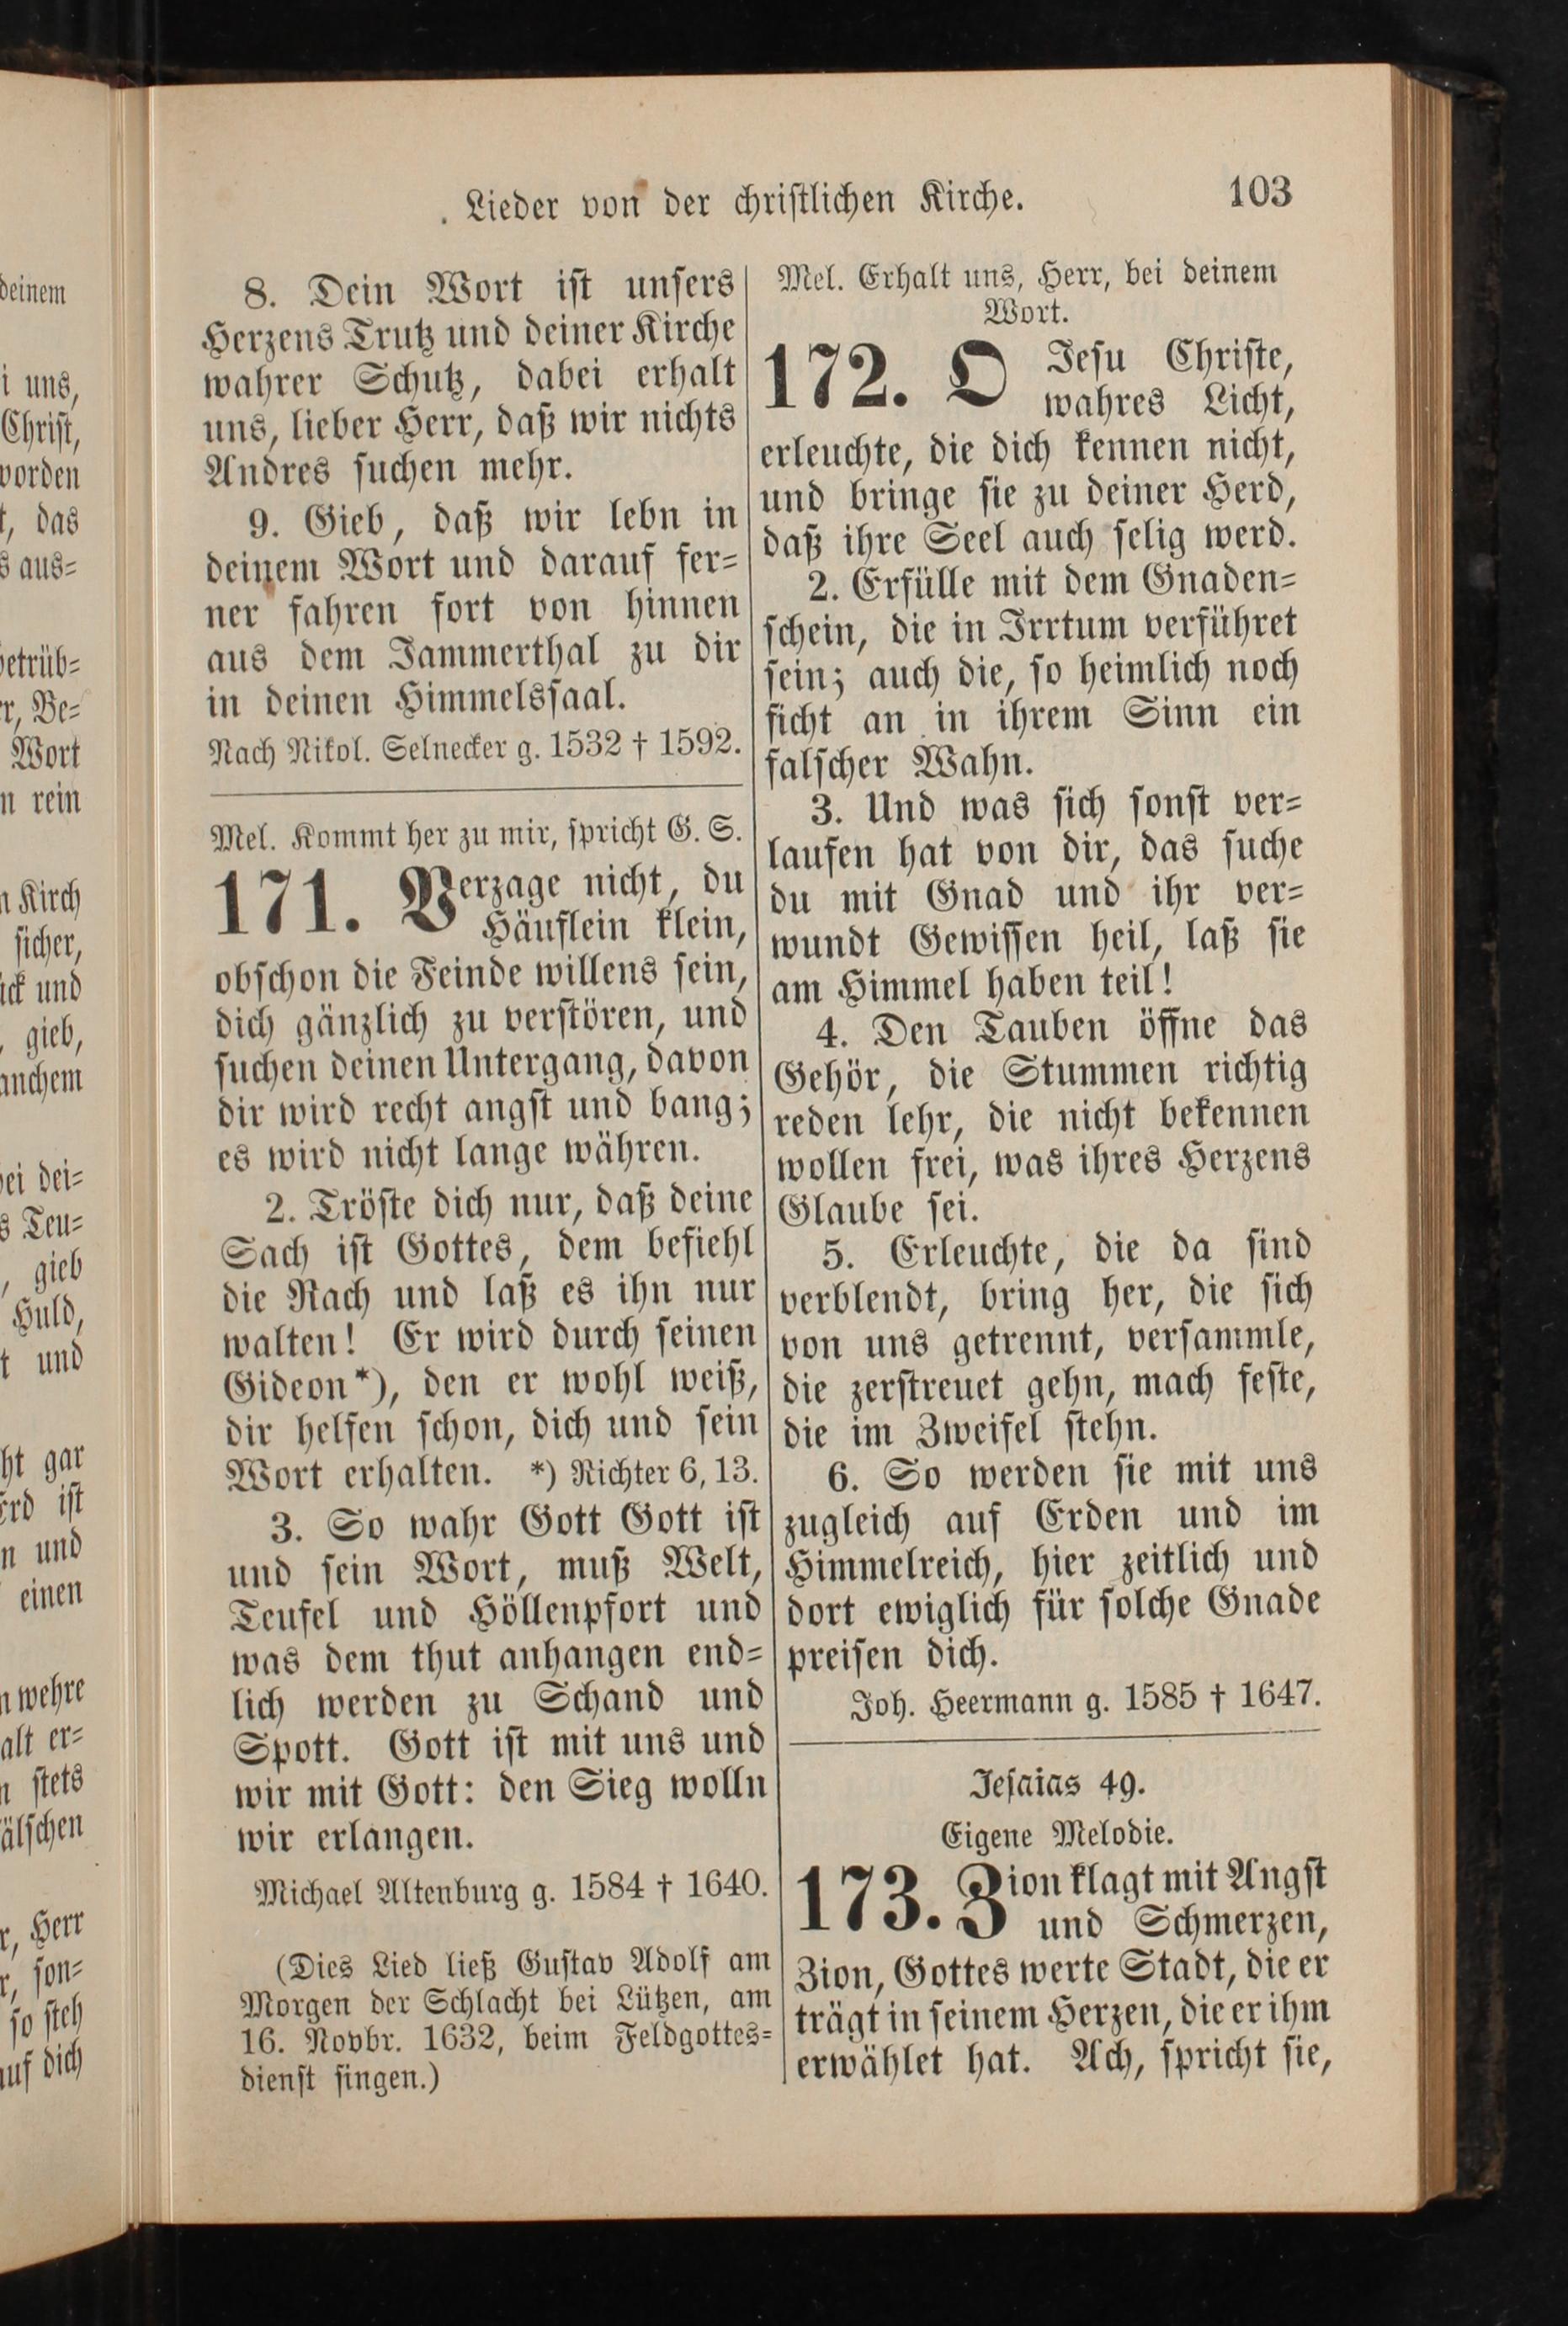 Lieder von der christlichen Kirche.
103
8. Dein Wort ist unsers
Herzens Trutz und deiner Kirche
wahrer Schutz, dabei erhalt
uns, lieber Herr, daß wir nichts
Andres suchen mehr.
9. Gieb, daß wir lebn in
deinem Wort und darauf fer-
ner fahren fort von hinnen
aus dem Jammerthal zu dir
in deinen Himmelssaal.
Nach Nikol. Selnecker g. 1532 † 1592.
Mel. Kommt her zu mir, spricht G. S.
171. Verzage nicht, du
Häuflein klein,
obschon die Feinde willens sein,
dich gänzlich zu verstören, und
suchen deinen Untergang, davon
dir wird recht angst und bang;
es wird nicht lange währen.
2. Tröste dich nur, daß deine
Sach ist Gottes, dem befiehl
die Rach und laß es ihn nur
walten! Er wird durch seinen
Gideon*), den er wohl weiß,
dir helfen schon, dich und sein
Wort erhalten. *) Richter 6, 13.
3. So wahr Gott Gott ist
und sein Wort, muß Welt,
Teufel und Höllenpfort und
was dem thut anhangen end-
lich werden zu Schand und
Spott. Gott ist mit uns und
wir mit Gott: den Sieg wolln
wir erlangen.
Michael Altenburg g. 1584 † 1640.
(Dies Lied ließ Gustav Adolf am
Morgen der Schlacht bei Lützen, am
16. Novbr. 1632, beim Feldgottes-
dienst singen.)
Mel. Erhalt uns, Herr, bei deinem
Wort.
172. O Jesu Christe,
wahres Licht,
erleuchte, die dich kennen nicht,
und bringe sie zu deiner Herd,
daß ihre Seel auch selig werd.
2. Erfülle mit dem Gnaden-
schein, die in Irrtum verführet
sein; auch die, so heimlich noch
ficht an in ihrem Sinn ein
falscher Wahn.
3. Und was sich sonst ver-
laufen hat von dir, das suche
du mit Gnad und ihr ver-
wundt Gewissen heil, laß sie
am Himmel haben teil!
4. Den Tauben öffne das
Gehör, die Stummen richtig
reden lehr, die nicht bekennen
wollen frei, was ihres Herzens
Glaube sei.
5. Erleuchte, die da sind
verblendt, bring her, die sich
von uns getrennt, versammle,
die zerstreuet gehn, mach feste,
die im Zweifel stehn.
6. So werden sie mit uns
zugleich auf Erden und im
Himmelreich, hier zeitlich und
dort ewiglich für solche Gnade
preisen dich.
Joh. Heermann g. 1585 † 1647.
Jesaias 49.
Eigene Melodie.
173. Zion klagt mit Angst
und Schmerzen,
Zion, Gottes werte Stadt, die er
trägt in seinem Herzen, die er ihm
erwählet hat. Ach, spricht sie,